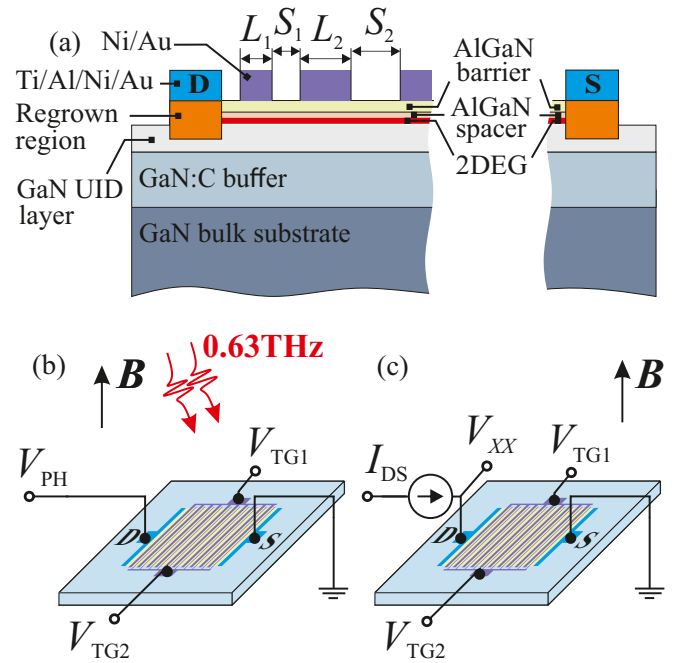 (a)
Ni/Au
L1 S1 L2 S2
AlGaN
barrier
Ti/Al/Ni/Au
D
S
Regrown
region
AlGaN
spacer
2DEG
GaN UID
layer
GaN:C buffer
GaN bulk substrate
(b)
B
0.63THz
VPH
VTG1
D
S
VTG2
(c)
B
VXX
VTG1
IDS
D
S
VTG2